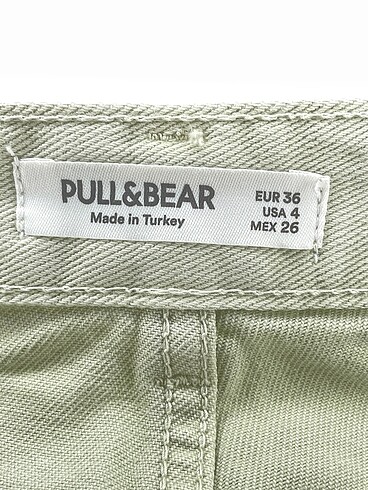 PULL&BEAR
Made in Turkey
EUR 36
USA 4
MEX 26